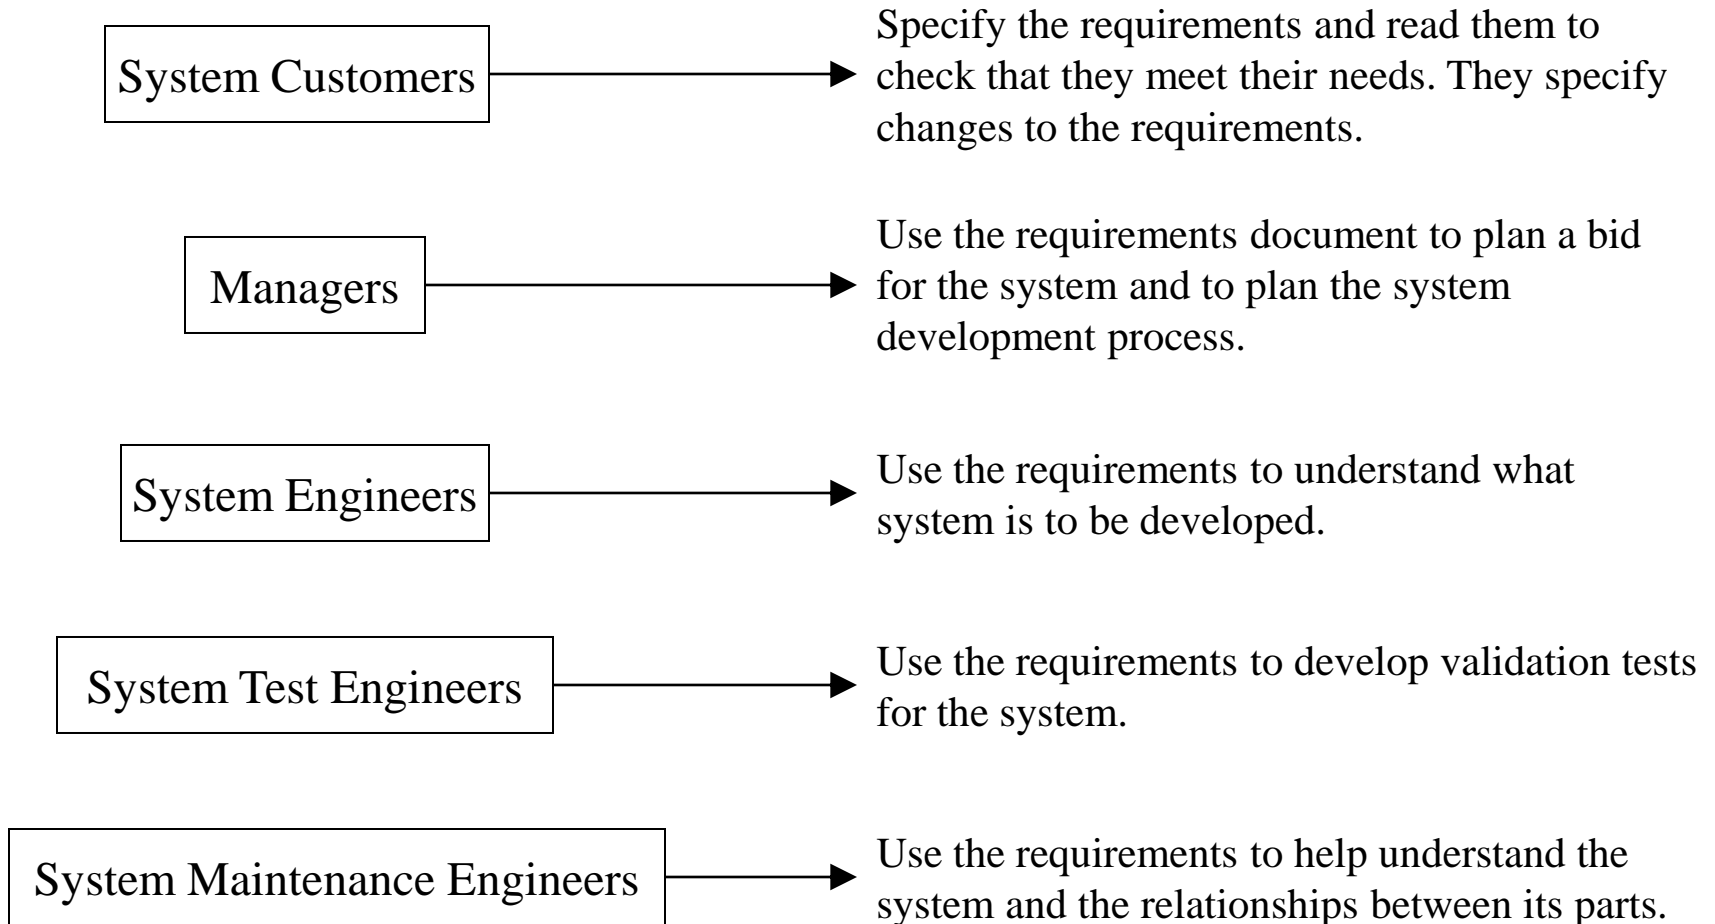 System Customers
Specify the requirements and read them to
check that they meet their needs. They specify
changes to the requirements.
Managers
Use the requirements document to plan a bid
for the system and to plan the system
development process.
System Engineers
Use the requirements to understand what
system is to be developed.
System Test Engineers
Use the requirements to develop validation tests
for the system.
System Maintenance Engineers
Use the requirements to help understand the
system and the relationships between its parts.